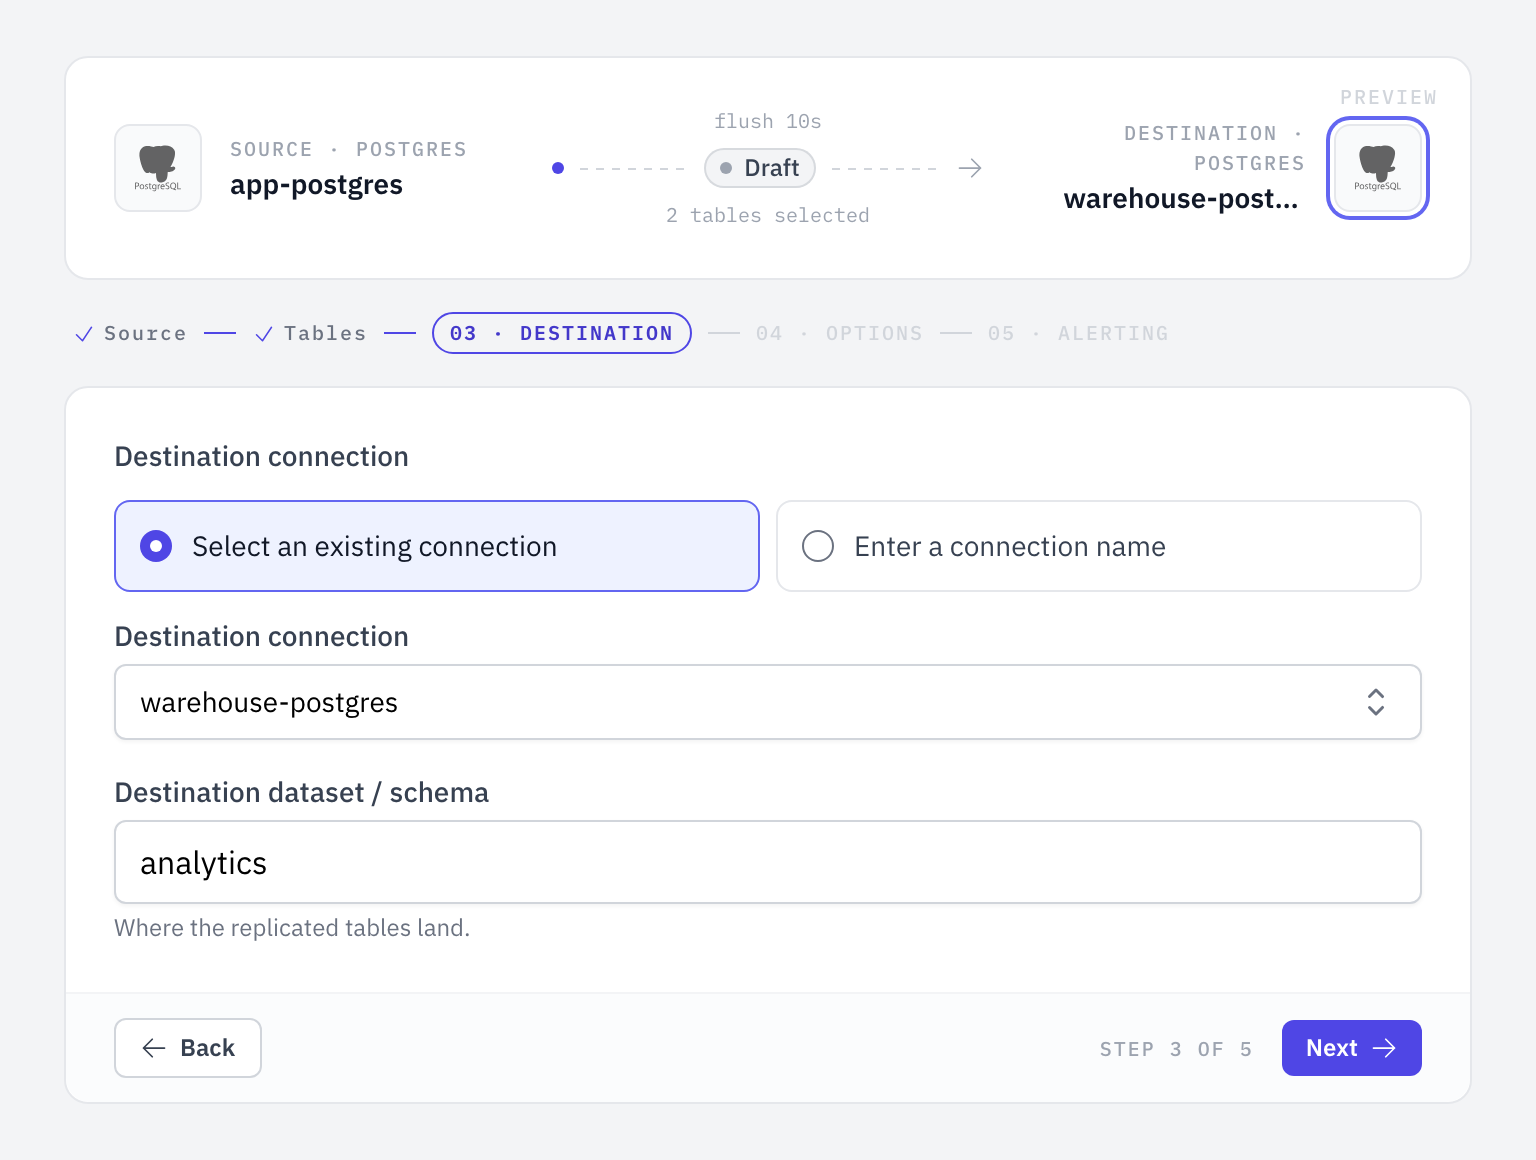 PREVIEW
PostgreSQL
SOURCE · POSTGRES
app-postgres
flush 10s
Draft
2 tables selected
DESTINATION ·
POSTGRES
warehouse-post...
PostgreSQL
Source
Tables
03 · DESTINATION
04 · OPTIONS
05 · ALERTING
Destination connection
Select an existing connection
Enter a connection name
Destination connection
warehouse-postgres
Destination dataset / schema
analytics
Where the replicated tables land.
Back
STEP 3 OF 5
Next